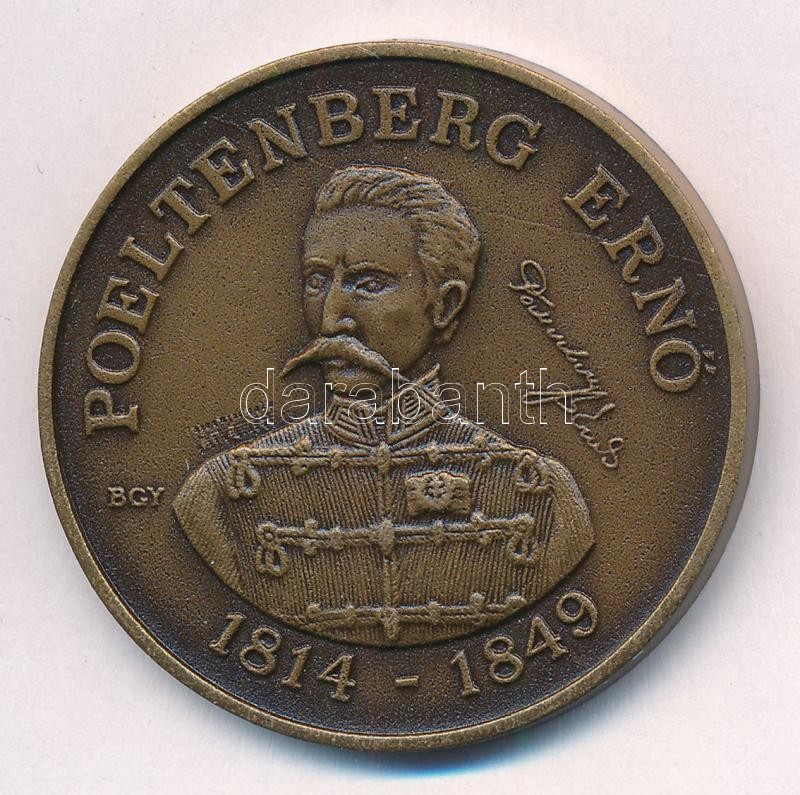 POELTENBERG ERNŐ
darabanth
BGY
1814 - 1849